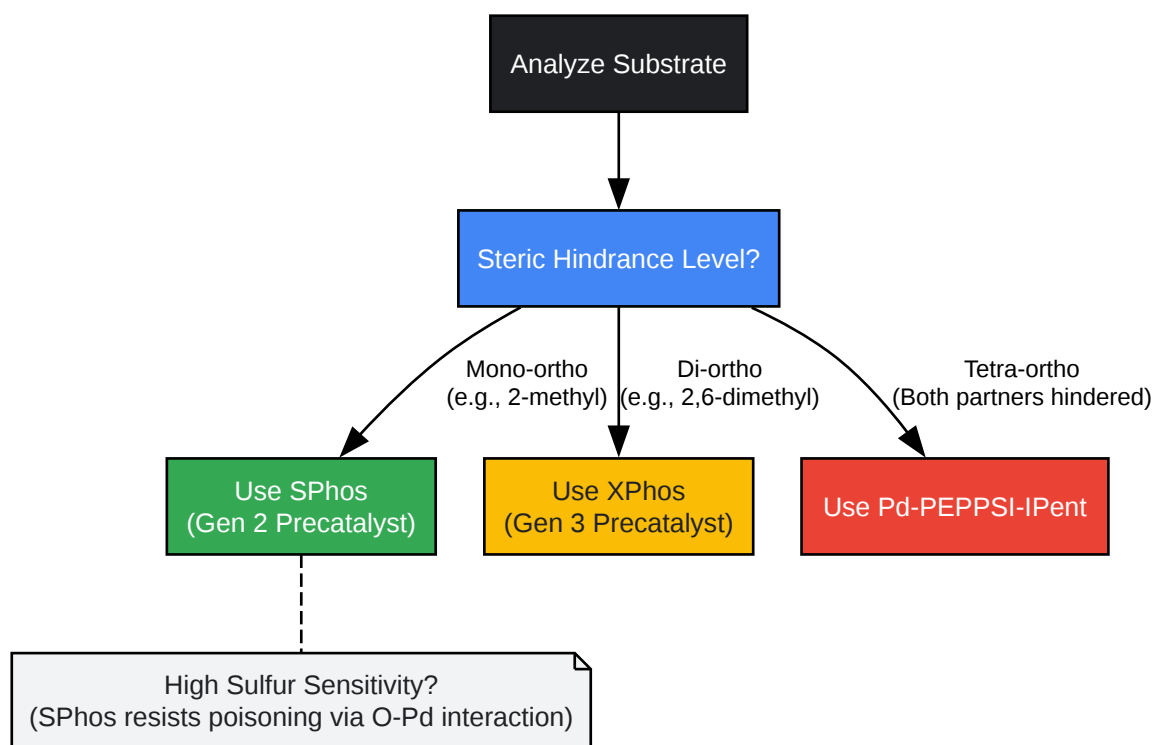 Analyze Substrate
Steric Hindrance Level?
Mono-ortho
(e.g., 2-methyl)
Di-ortho
(e.g., 2,6-dimethyl)
Tetra-ortho
(Both partners hindered)
Use SPhos
(Gen 2 Precatalyst)
Use XPhos
(Gen 3 Precatalyst)
Use Pd-PEPPSI-IPent
High Sulfur Sensitivity?
(SPhos resists poisoning via O-Pd interaction)